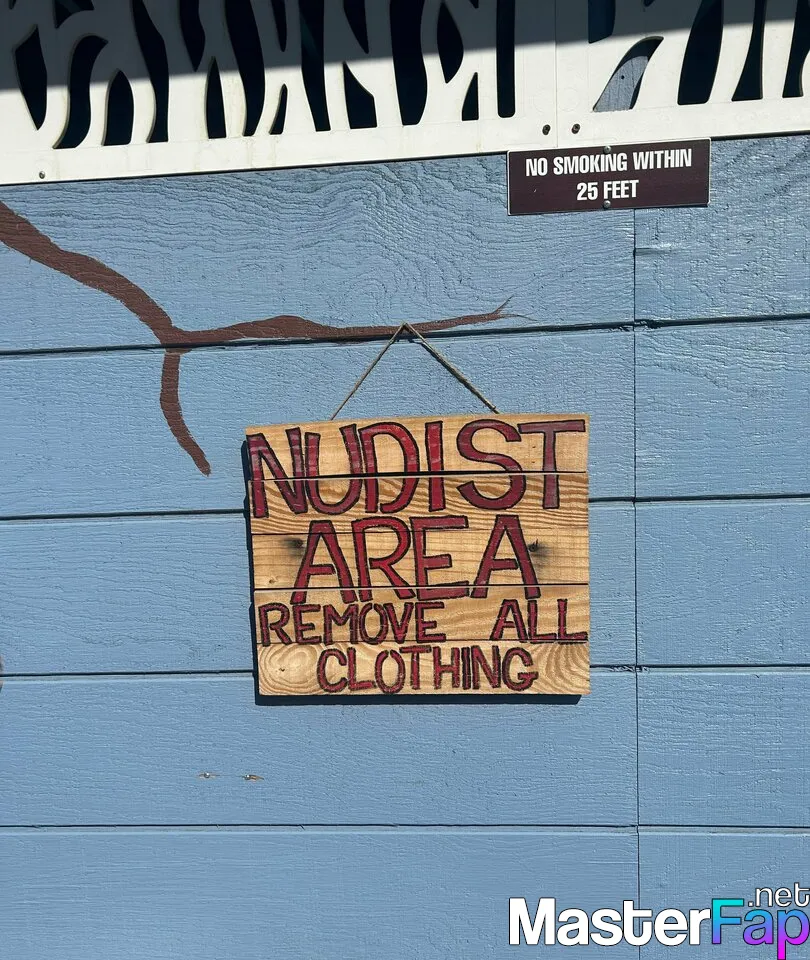 NO SMOKING WITHIN
25 FEET
NUDIST
AREA
REMOVE ALL
CLOTHING
MasterFap.net